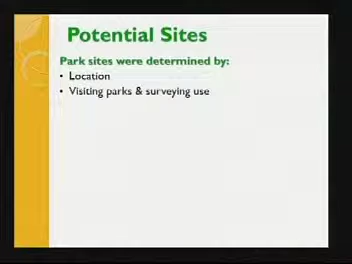 Potential Sites
Park sites were determined by:
• Location
• Visiting parks & surveying use